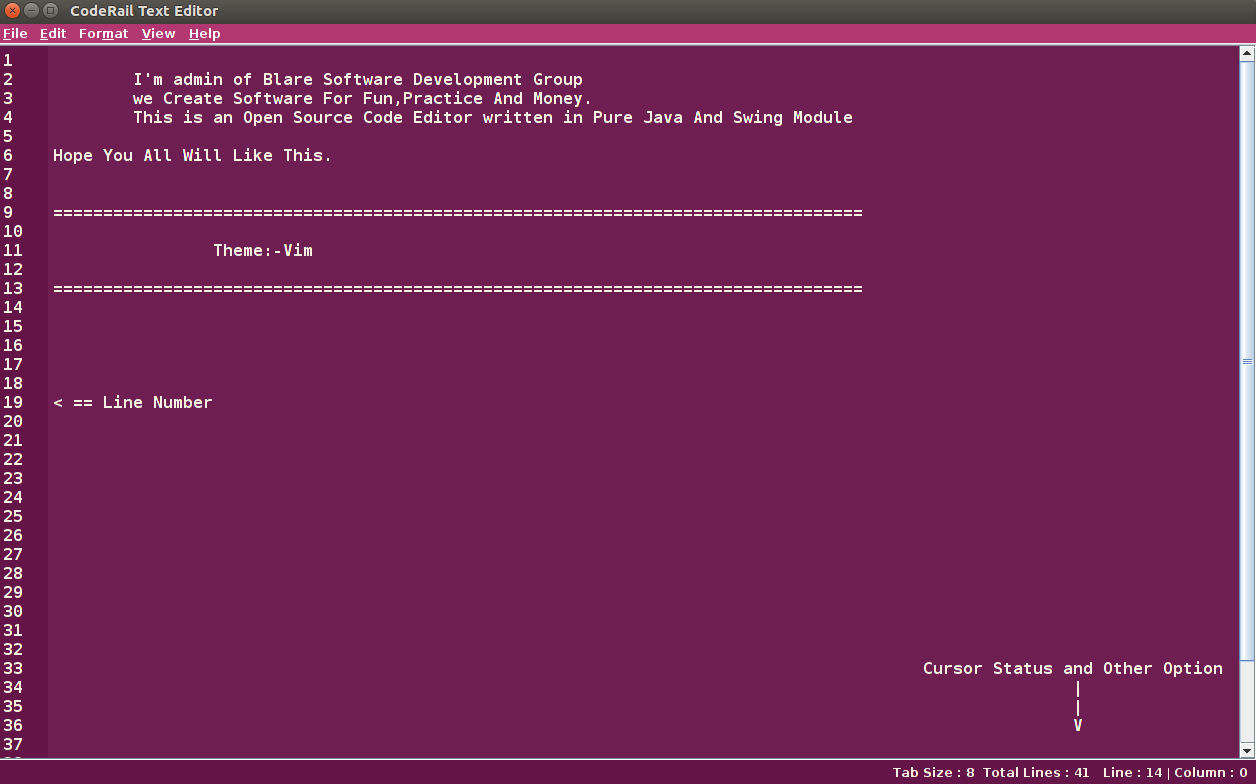 CodeRail Text Editor
File Edit Format View Help
1
2 I'm admin of Blare Software Development Group
3 we Create Software For Fun,Practice And Money.
4 This is an Open Source Code Editor written in Pure Java And Swing Module
5
6 Hope You All Will Like This.
7
8
9 =================================================================================
10
11 Theme:-Vim
12
13 =================================================================================
14
15
16
17
18
19 < == Line Number
20
21
22
23
24
25
26
27
28
29
30
31
32
33 Cursor Status and Other Option
34 |
35 |
36 V
37
Tab Size : 8 Total Lines : 41 Line : 14 | Column : 0